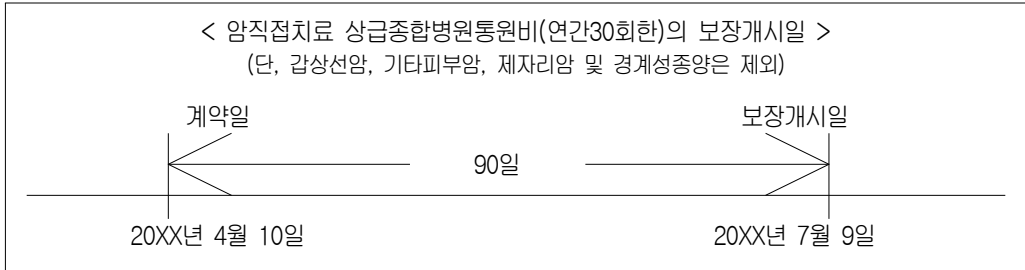 < 암직접치료 상급종합병원통원비(연간30회한)의 보장개시일 >
(단, 갑상선암, 기타피부암, 제자리암 및 경계성종양은 제외)
계약일 보장개시일
90일
20XX년 4월 10일 20XX년 7월 9일